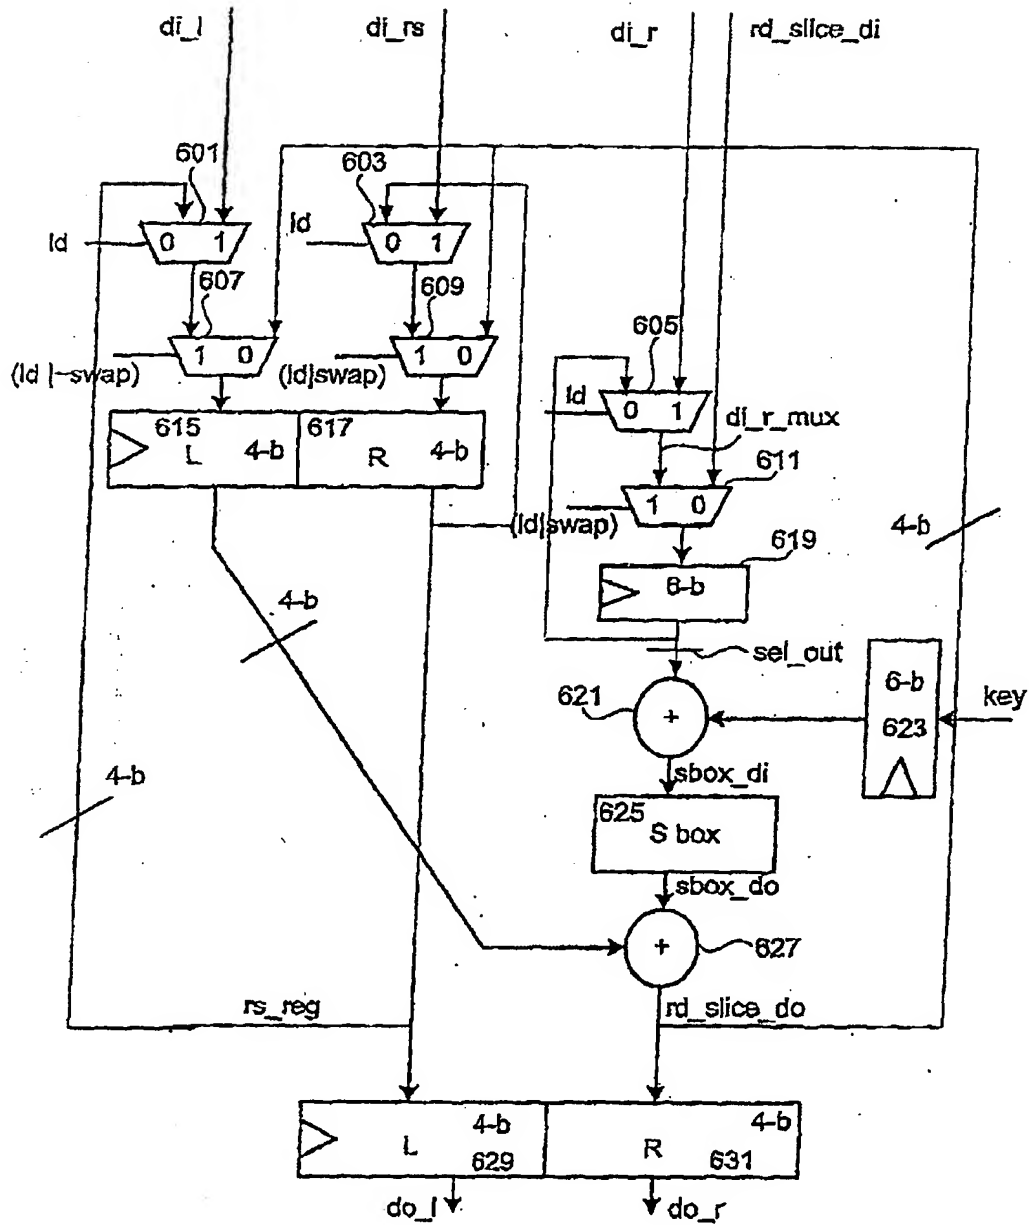 di_l di_rs di_r rd_slice_di
601 603
ld 0 1 ld 0 1
607 609
605
1 0 1 0
(ld |~swap) (ld|swap)
ld 0 1
di_r_mux
615 617
L 4-b R 4-b
611
1 0
(ld|swap)
4-b
619
6-b
4-b
sel_out
621
+
6-b
623
key
4-b
sbox_di
625
S box
sbox_do
+
627
rs_reg rd_slice_do
4-b 4-b
L R
629 631
do_l do_r